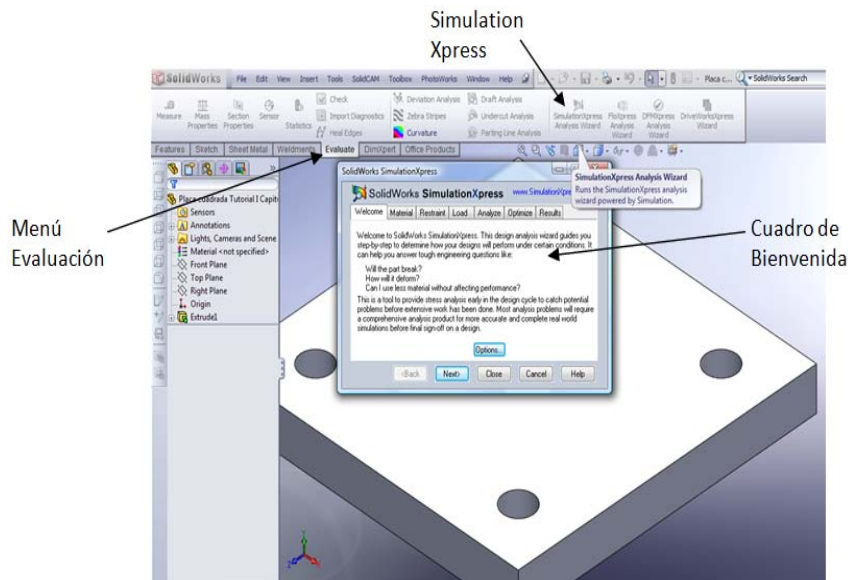 Simulation
Xpress
SolidWorks File Edit View Insert Tools SolidCAM Toolbox PhotoWorks Window Help Placa c... SolidWorks Search
Measure Mass Properties Section Properties Sensor Statistics
Check Deviation Analysis Draft Analysis
Import Diagnostics Zebra Stripes Undercut Analysis
Heal Edges Curvature Parting Line Analysis
SimulationXpress Analysis Wizard FloXpress Analysis Wizard DFMXpress Analysis Wizard DriveWorksXpress Wizard
Features Sketch Sheet Metal Weldments Evaluate DimXpert Office Products
SolidWorks SimulationXpress
SimulationXpress Analysis Wizard
Runs the SimulationXpress analysis
wizard powered by Simulation.
SolidWorks SimulationXpress
Welcome Material Restraint Load Analyze Optimize Results
Welcome to SolidWorks SimulationXpress. This design analysis wizard guides you
step-by-step to determine how your designs will perform under certain conditions. It
can help you answer tough engineering questions like:
Will the part break?
How will it deform?
Can I use less material without affecting performance?
This is a tool to provide stress analysis early in the design cycle to catch potential
problems before extensive work has been done. Most analysis problems will require
a comprehensive analysis product for more accurate and complete real world
simulations before final sign-off on a design.
Options...
<Back Next> Close Cancel Help
Placa cuadrada Tutorial I Capit
Sensors
Annotations
Lights, Cameras and Scene
Material <not specified>
Front Plane
Top Plane
Right Plane
Origin
Extrude1
Menú
Evaluación
Cuadro de
Bienvenida